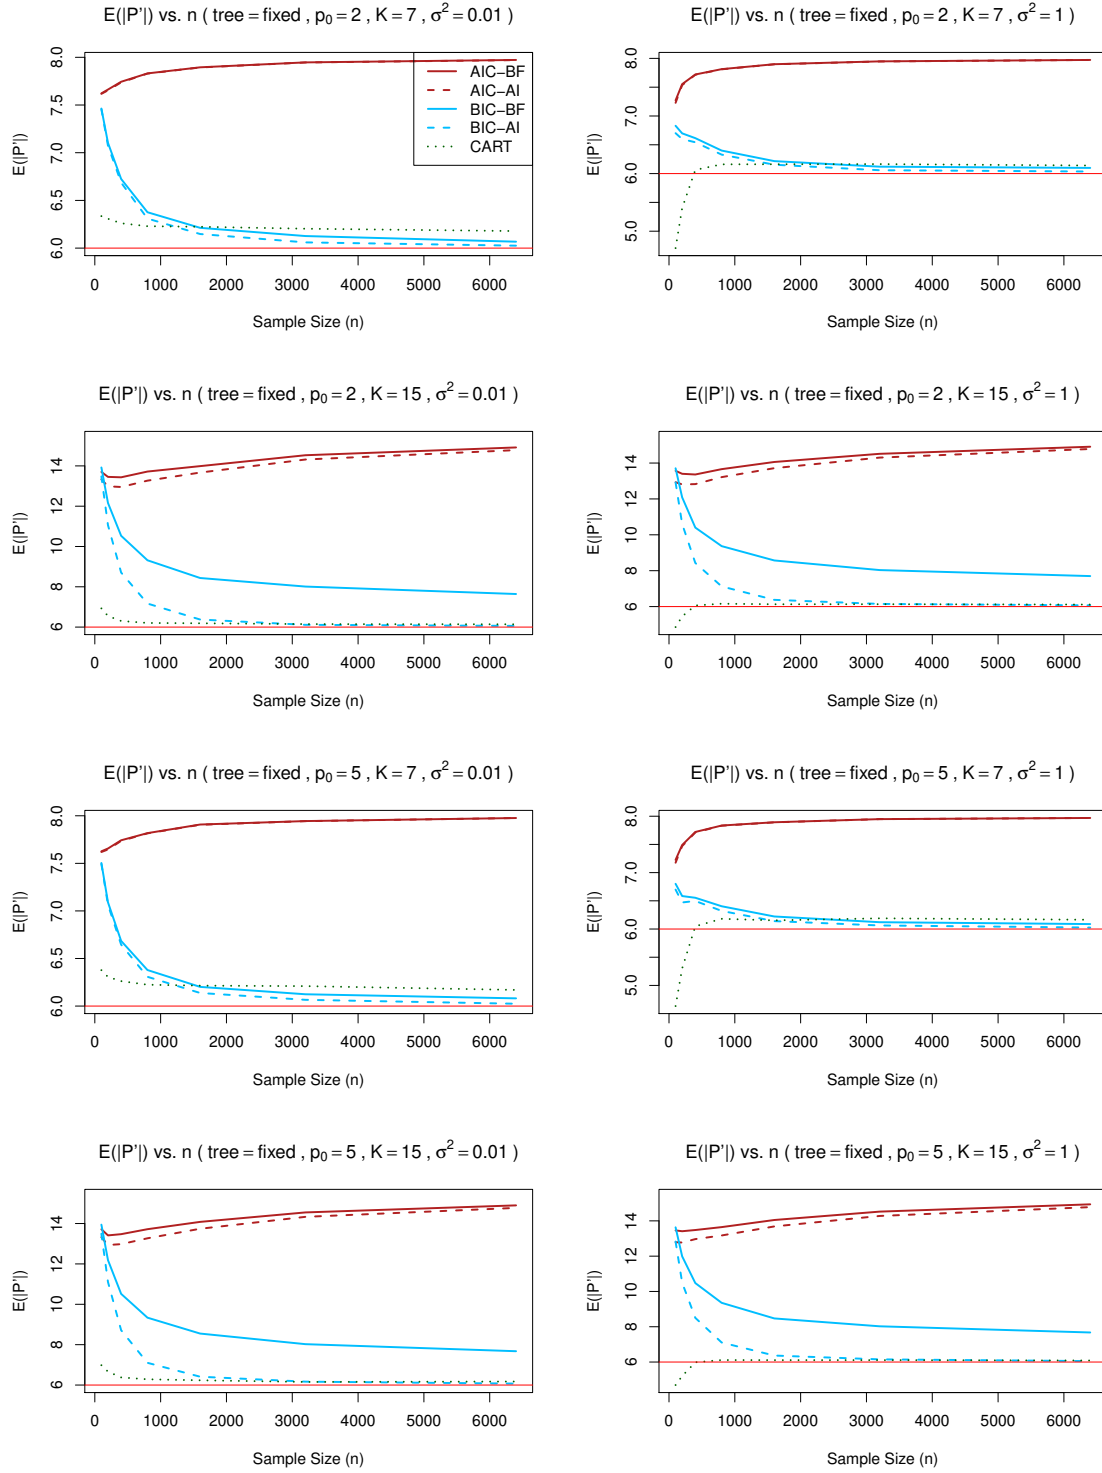 E(|P'|) vs. n ( tree = fixed , p₀ = 2 , K = 7 , σ² = 0.01 )
E(|P'|)
8.0
7.5
7.0
6.5
6.0
AIC−BF
AIC−AI
BIC−BF
BIC−AI
CART
0 1000 2000 3000 4000 5000 6000
Sample Size (n)
E(|P'|) vs. n ( tree = fixed , p₀ = 2 , K = 7 , σ² = 1 )
E(|P'|)
8.0
7.0
6.0
5.0
0 1000 2000 3000 4000 5000 6000
Sample Size (n)
E(|P'|) vs. n ( tree = fixed , p₀ = 2 , K = 15 , σ² = 0.01 )
E(|P'|)
14
12
10
8
6
0 1000 2000 3000 4000 5000 6000
Sample Size (n)
E(|P'|) vs. n ( tree = fixed , p₀ = 2 , K = 15 , σ² = 1 )
E(|P'|)
14
12
10
8
6
0 1000 2000 3000 4000 5000 6000
Sample Size (n)
E(|P'|) vs. n ( tree = fixed , p₀ = 5 , K = 7 , σ² = 0.01 )
E(|P'|)
8.0
7.5
7.0
6.5
6.0
0 1000 2000 3000 4000 5000 6000
Sample Size (n)
E(|P'|) vs. n ( tree = fixed , p₀ = 5 , K = 7 , σ² = 1 )
E(|P'|)
8.0
7.0
6.0
5.0
0 1000 2000 3000 4000 5000 6000
Sample Size (n)
E(|P'|) vs. n ( tree = fixed , p₀ = 5 , K = 15 , σ² = 0.01 )
E(|P'|)
14
12
10
8
6
0 1000 2000 3000 4000 5000 6000
Sample Size (n)
E(|P'|) vs. n ( tree = fixed , p₀ = 5 , K = 15 , σ² = 1 )
E(|P'|)
14
12
10
8
6
0 1000 2000 3000 4000 5000 6000
Sample Size (n)